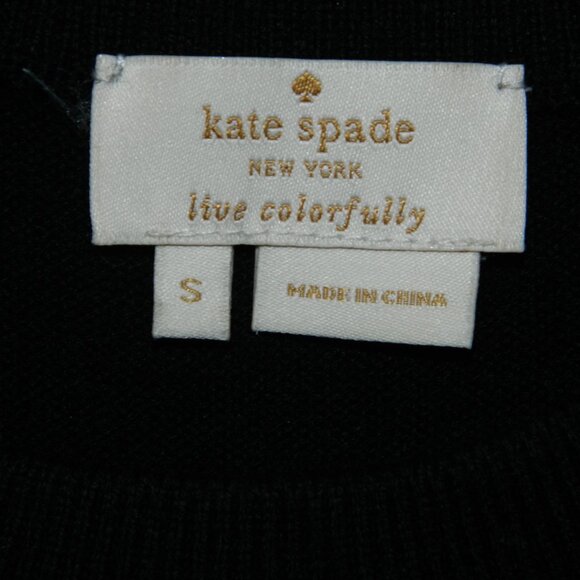 kate spade
NEW YORK
live colorfully
S
MADE IN CHINA